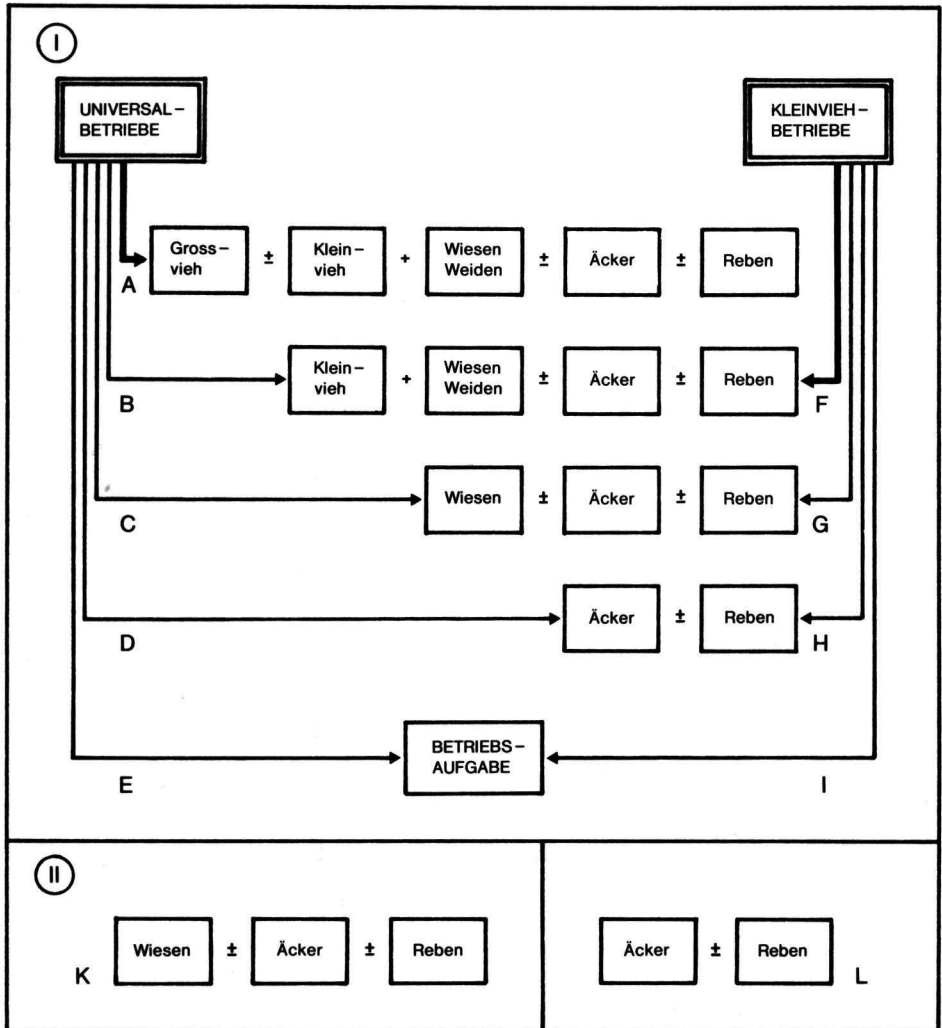 I
UNIVERSAL–
BETRIEBE
KLEINVIEH–
BETRIEBE
A
Gross–
vieh
±
Klein–
vieh
+
Wiesen
Weiden
±
Äcker
±
Reben
B
Klein–
vieh
+
Wiesen
Weiden
±
Äcker
±
Reben
F
C
Wiesen
±
Äcker
±
Reben
G
D
Äcker
±
Reben
H
E
BETRIEBS–
AUFGABE
I
II
K
Wiesen
±
Äcker
±
Reben
Äcker
±
Reben
L